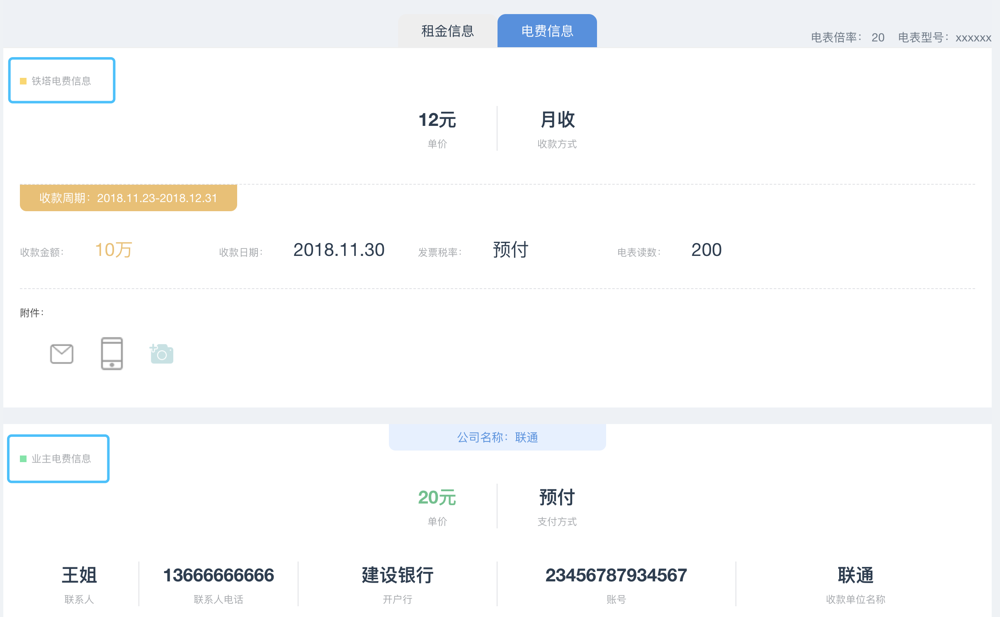 租金信息 电费信息
电表倍率： 20 电表型号：xxxxxx
铁塔电费信息
12元 月收
单价 收款方式
收款周期：2018.11.23-2018.12.31
收款金额： 10万 收款日期： 2018.11.30 发票税率： 预付 电表读数： 200
附件：
公司名称：联通
业主电费信息
20元 预付
单价 支付方式
王姐 13666666666 建设银行 23456787934567 联通
联系人 联系人电话 开户行 账号 收款单位名称